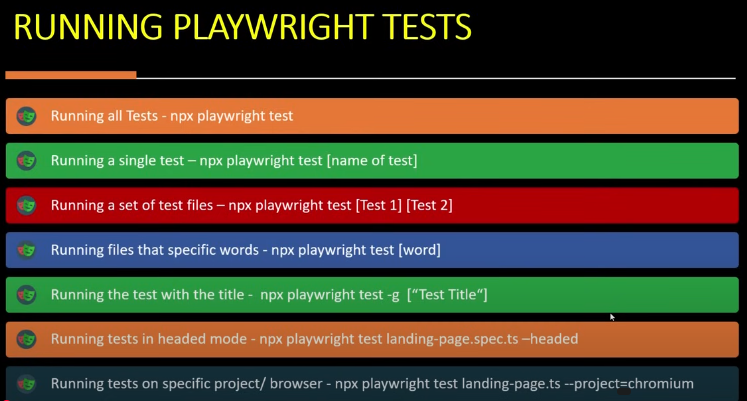 RUNNING PLAYWRIGHT TESTS
Running all Tests - npx playwright test
Running a single test – npx playwright test [name of test]
Running a set of test files – npx playwright test [Test 1] [Test 2]
Running files that specific words - npx playwright test [word]
Running the test with the title -  npx playwright test -g  [“Test Title“]
Running tests in headed mode - npx playwright test landing-page.spec.ts –headed
Running tests on specific project/ browser - npx playwright test landing-page.ts --project=chromium